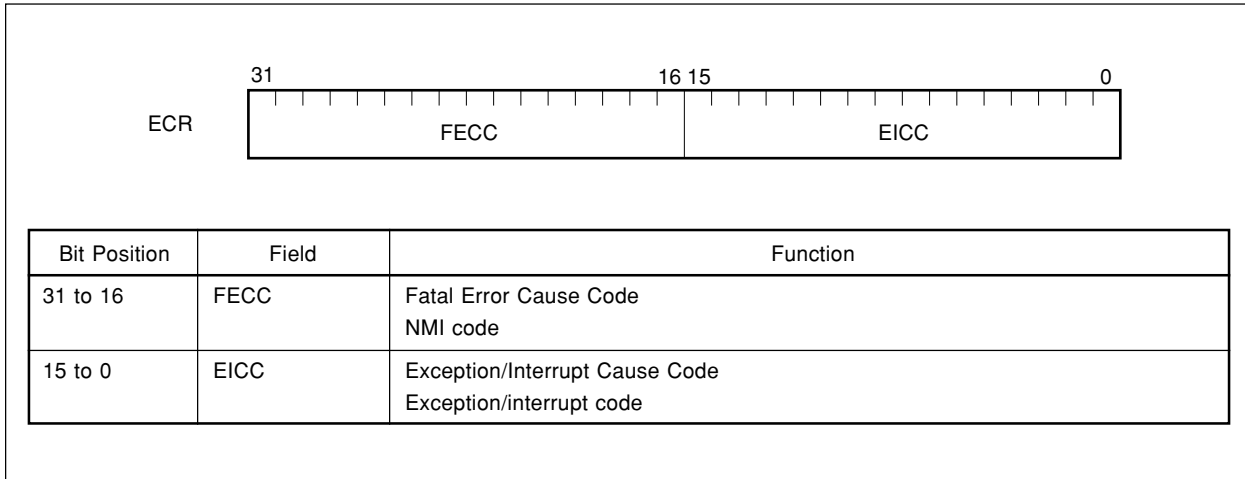 31 16 15 0
ECR FECC EICC
Bit Position Field Function
31 to 16 FECC Fatal Error Cause Code
NMI code
15 to 0 EICC Exception/Interrupt Cause Code
Exception/interrupt code